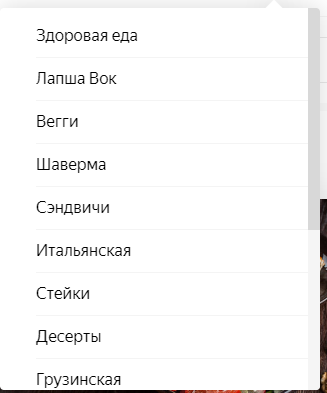 Здоровая еда
Лапша Вок
Вегги
Шаверма
Сэндвичи
Итальянская
Стейки
Десерты
Грузинская